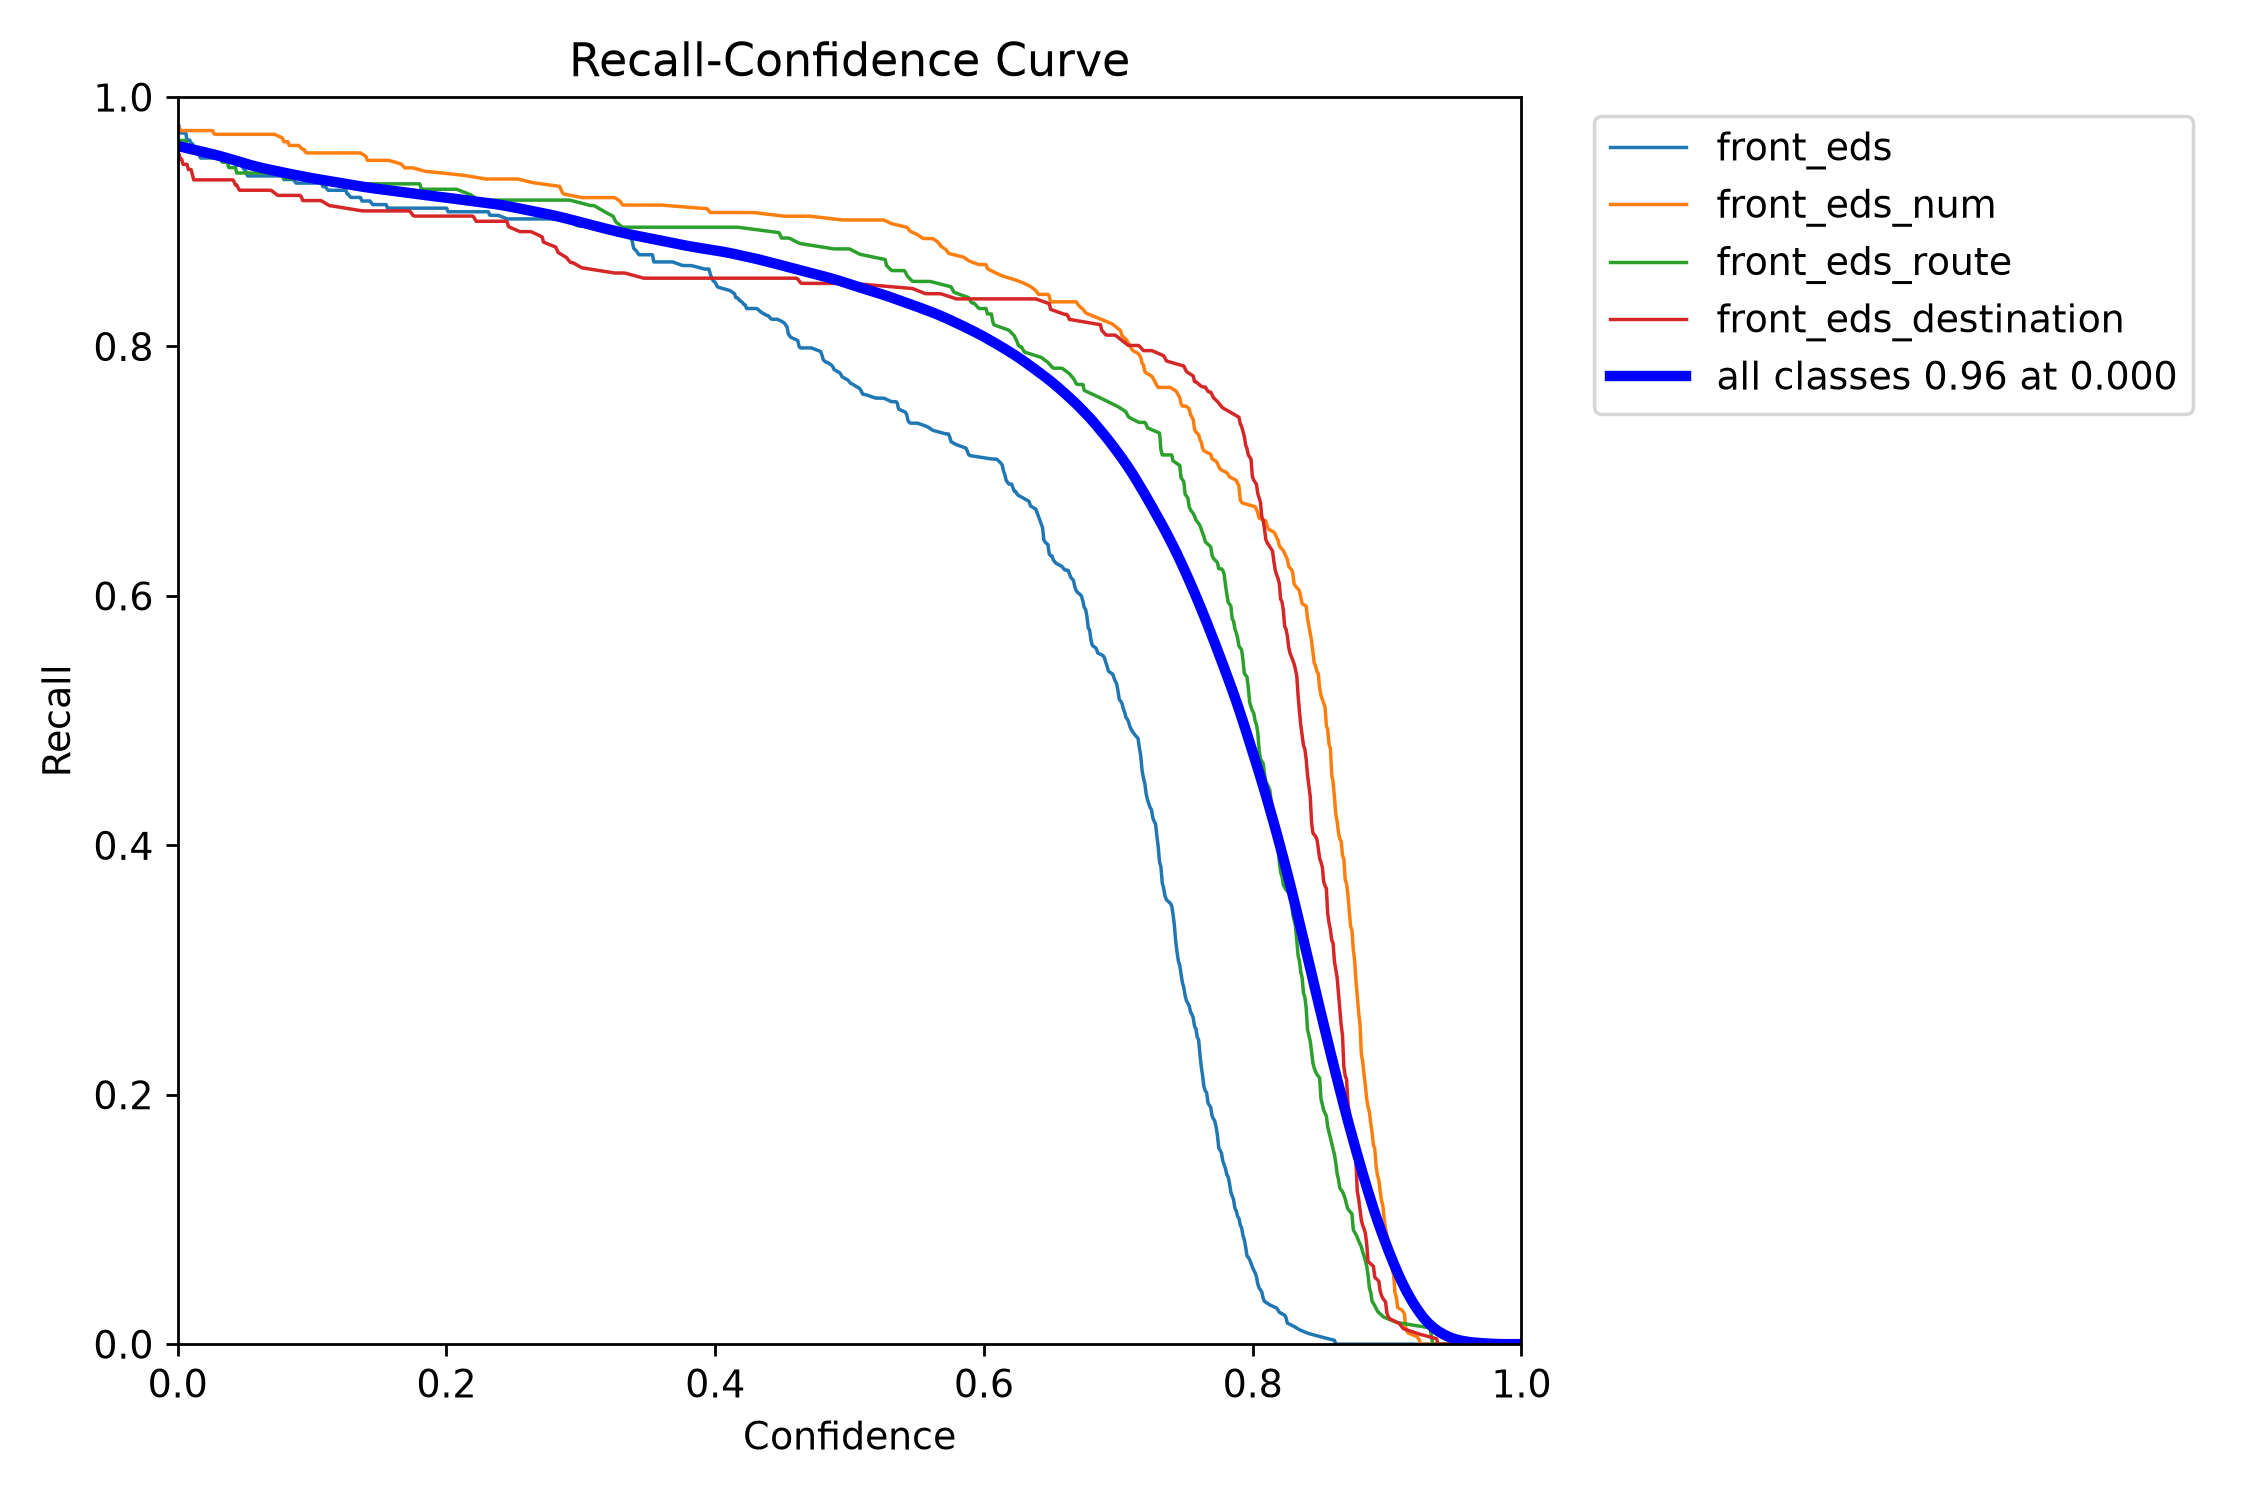 Recall-Confidence Curve
1.0
0.8
0.6
0.4
0.2
0.0
Recall
0.0 0.2 0.4 0.6 0.8 1.0
Confidence
front_eds
front_eds_num
front_eds_route
front_eds_destination
all classes 0.96 at 0.000